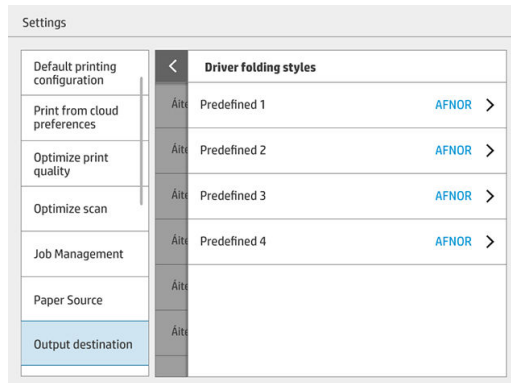 Settings
Default printing
configuration
Print from cloud
preferences
Optimize print
quality
Optimize scan
Job Management
Paper Source
Output destination
Driver folding styles
Predefined 1 AFNOR
Predefined 2 AFNOR
Predefined 3 AFNOR
Predefined 4 AFNOR